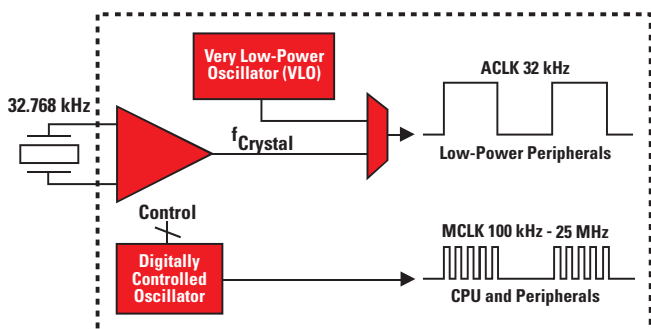 Very Low-Power
Oscillator (VLO)
ACLK 32 kHz
32.768 kHz
fCrystal
Low-Power Peripherals
Control
MCLK 100 kHz - 25 MHz
Digitally
Controlled
Oscillator
CPU and Peripherals